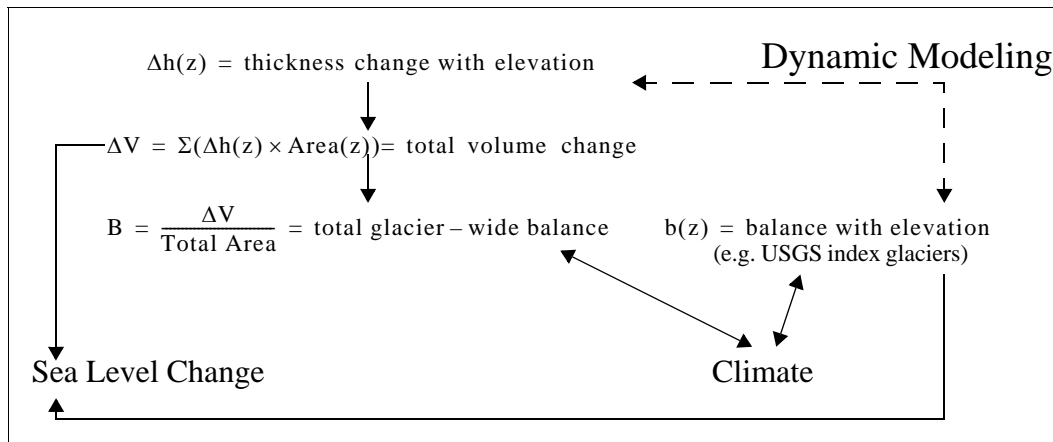 Dynamic Modeling
Δh(z) = thickness change with elevation
ΔV = Σ(Δh(z) × Area(z))= total volume change
B = ΔV / Total Area = total glacier – wide balance
b(z) = balance with elevation
(e.g. USGS index glaciers)
Sea Level Change
Climate